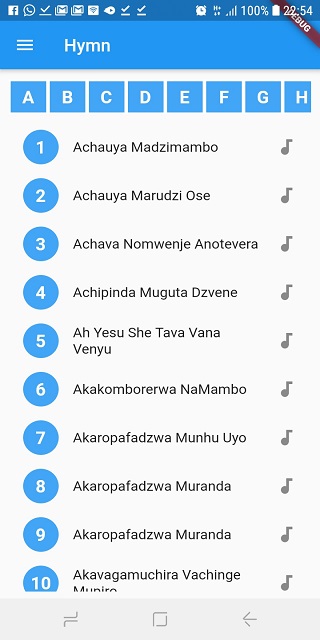 100% 22:54
DEBUG
Hymn
A B C D E F G H
1 Achauya Madzimambo
2 Achauya Marudzi Ose
3 Achava Nomwenje Anotevera
4 Achipinda Muguta Dzvene
5 Ah Yesu She Tava Vana
Venyu
6 Akakomborerwa NaMambo
7 Akaropafadzwa Munhu Uyo
8 Akaropafadzwa Muranda
9 Akaropafadzwa Muranda
10 Akavagamuchira Vachinge